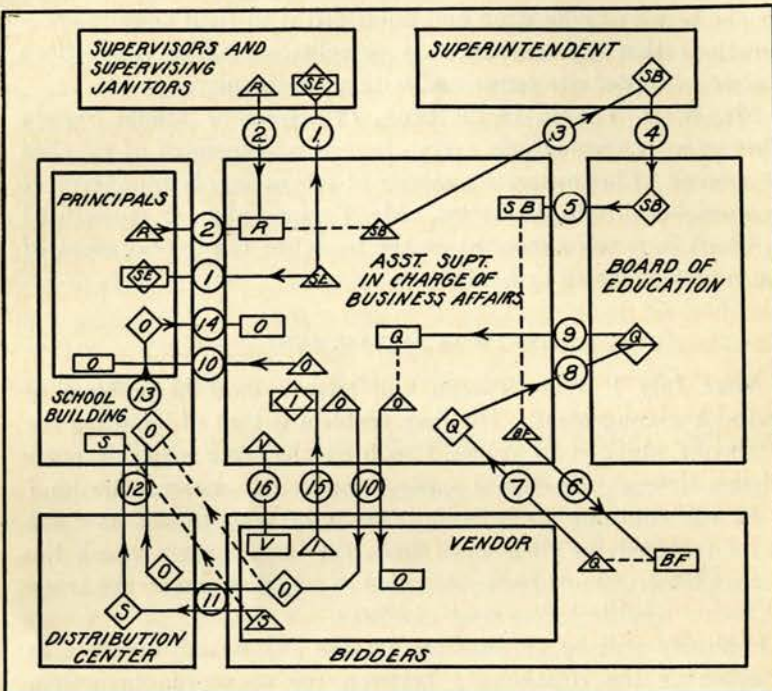 SUPERVISORS AND
SUPERVISING
JANITORS
R
SE
SUPERINTENDENT
SB
2
1
3
4
PRINCIPALS
R
2
R
SB
SB
5
SB
SE
1
SE
ASST. SUPT.
IN CHARGE OF
BUSINESS AFFAIRS
BOARD OF
EDUCATION
O
14
O
Q
9
Q
O
10
O
8
13
SCHOOL
BUILDING
O
1
O
O
Q
S
V
BF
12
16
15
10
7
6
V
1
VENDOR
Q
BF
O
O
O
11
S
DISTRIBUTION
CENTER
BIDDERS